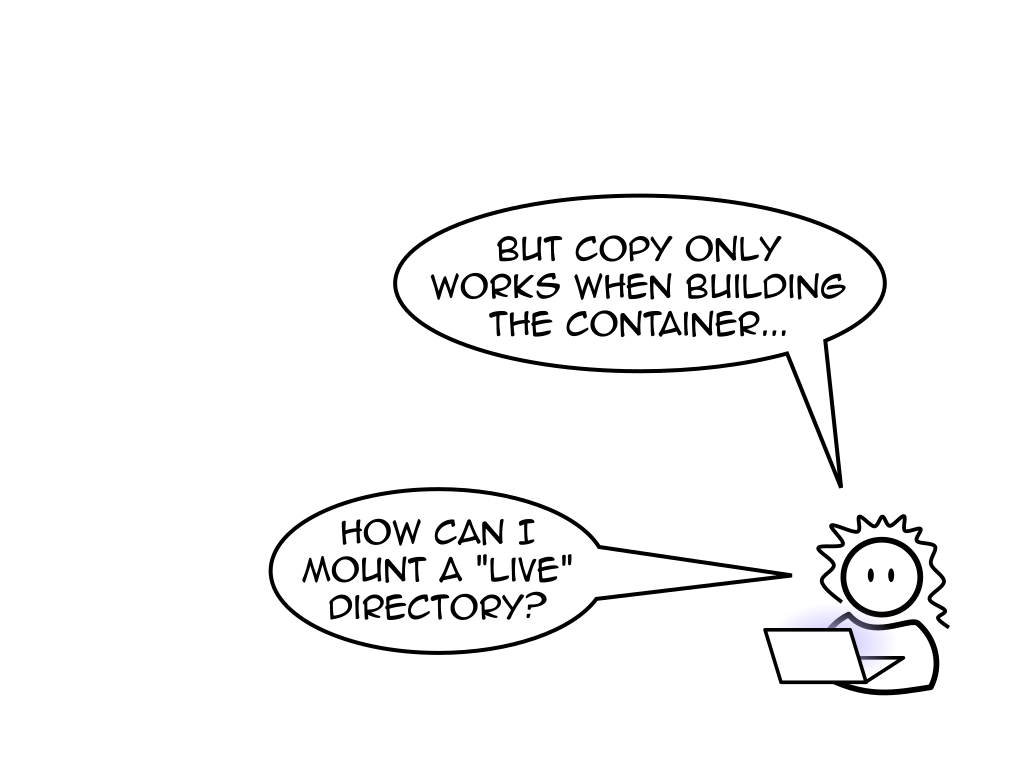 BUT COPY ONLY
WORKS WHEN BUILDING
THE CONTAINER...
HOW CAN I
MOUNT A "LIVE"
DIRECTORY?